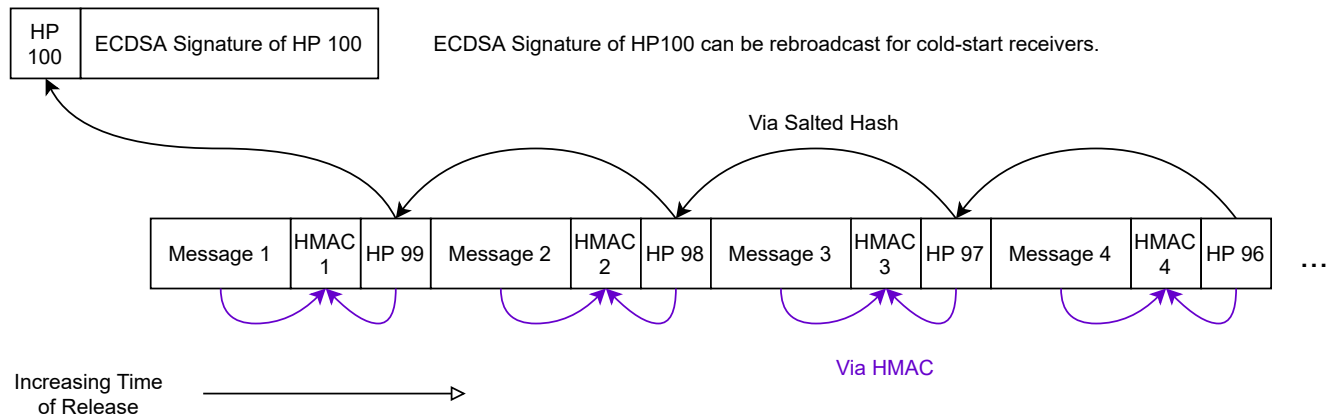 HP
100
ECDSA Signature of HP 100
ECDSA Signature of HP100 can be rebroadcast for cold-start receivers.
Via Salted Hash
Message 1
HMAC
1
HP 99
Message 2
HMAC
2
HP 98
Message 3
HMAC
3
HP 97
Message 4
HMAC
4
HP 96
...
Via HMAC
Increasing Time
of Release